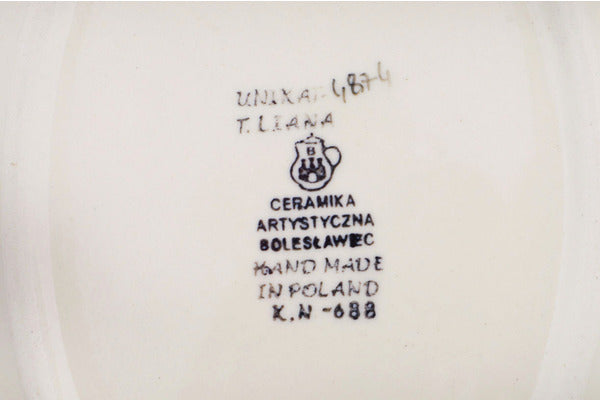 UNIKAT 4874
T. LIANA
B
CERAMIKA
ARTYSTYCZNA
BOLESŁAWIEC
HAND MADE
IN POLAND
K.N-688